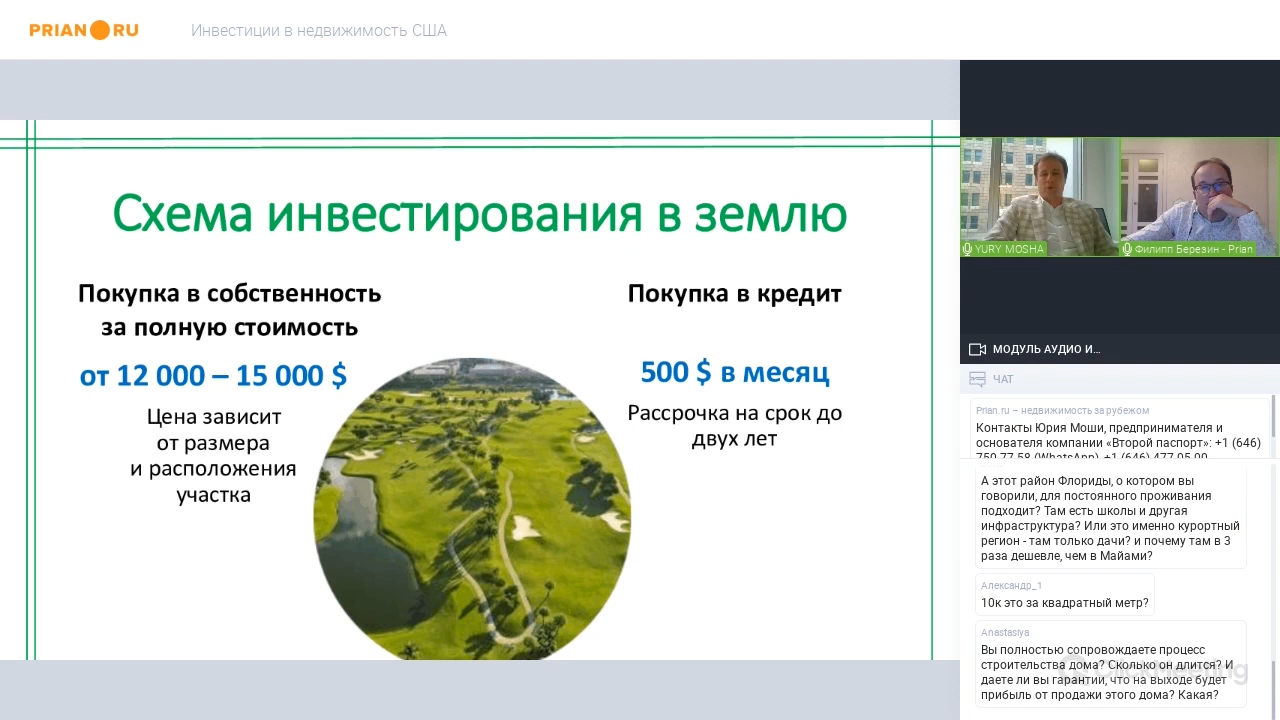 PRIAN RU
Инвестиции в недвижимость США
Схема инвестирования в землю
Покупка в собственность
за полную стоимость
от 12 000 – 15 000 $
Цена зависит
от размера
и расположения
участка
Покупка в кредит
500 $ в месяц
Рассрочка на срок до
двух лет
YURY MOSHA
Филипп Березин - Prian
МОДУЛЬ АУДИО И...
ЧАТ
Prian.ru – недвижимость за рубежом
Контакты Юрия Моши, предпринимателя и
основателя компании «Второй паспорт»: +1 (646)
750 77 58 (WhatsApp), +1 (646) 477 05 00
А этот район Флориды, о котором вы
говорили, для постоянного проживания
подходит? Там есть школы и другая
инфраструктура? Или это именно курортный
регион - там только дачи? и почему там в 3
раза дешевле, чем в Майами?
Александр_1
10к это за квадратный метр?
Anastasiya
Вы полностью сопровождаете процесс
строительства дома? Сколько он длится? И
даете ли вы гарантии, что на выходе будет
прибыль от продажи этого дома? Какая?
ClickMeeting